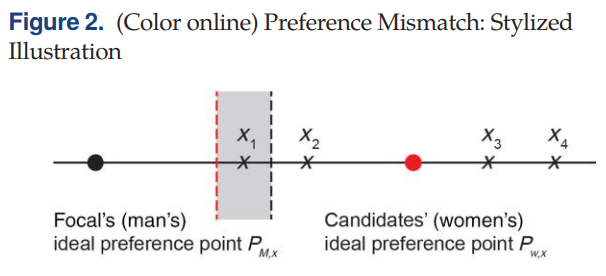 Figure 2. (Color online) Preference Mismatch: Stylized
Illustration
X1 X2 X3 X4
Focal's (man's)
ideal preference point PM,x
Candidates' (women's)
ideal preference point Pw,x